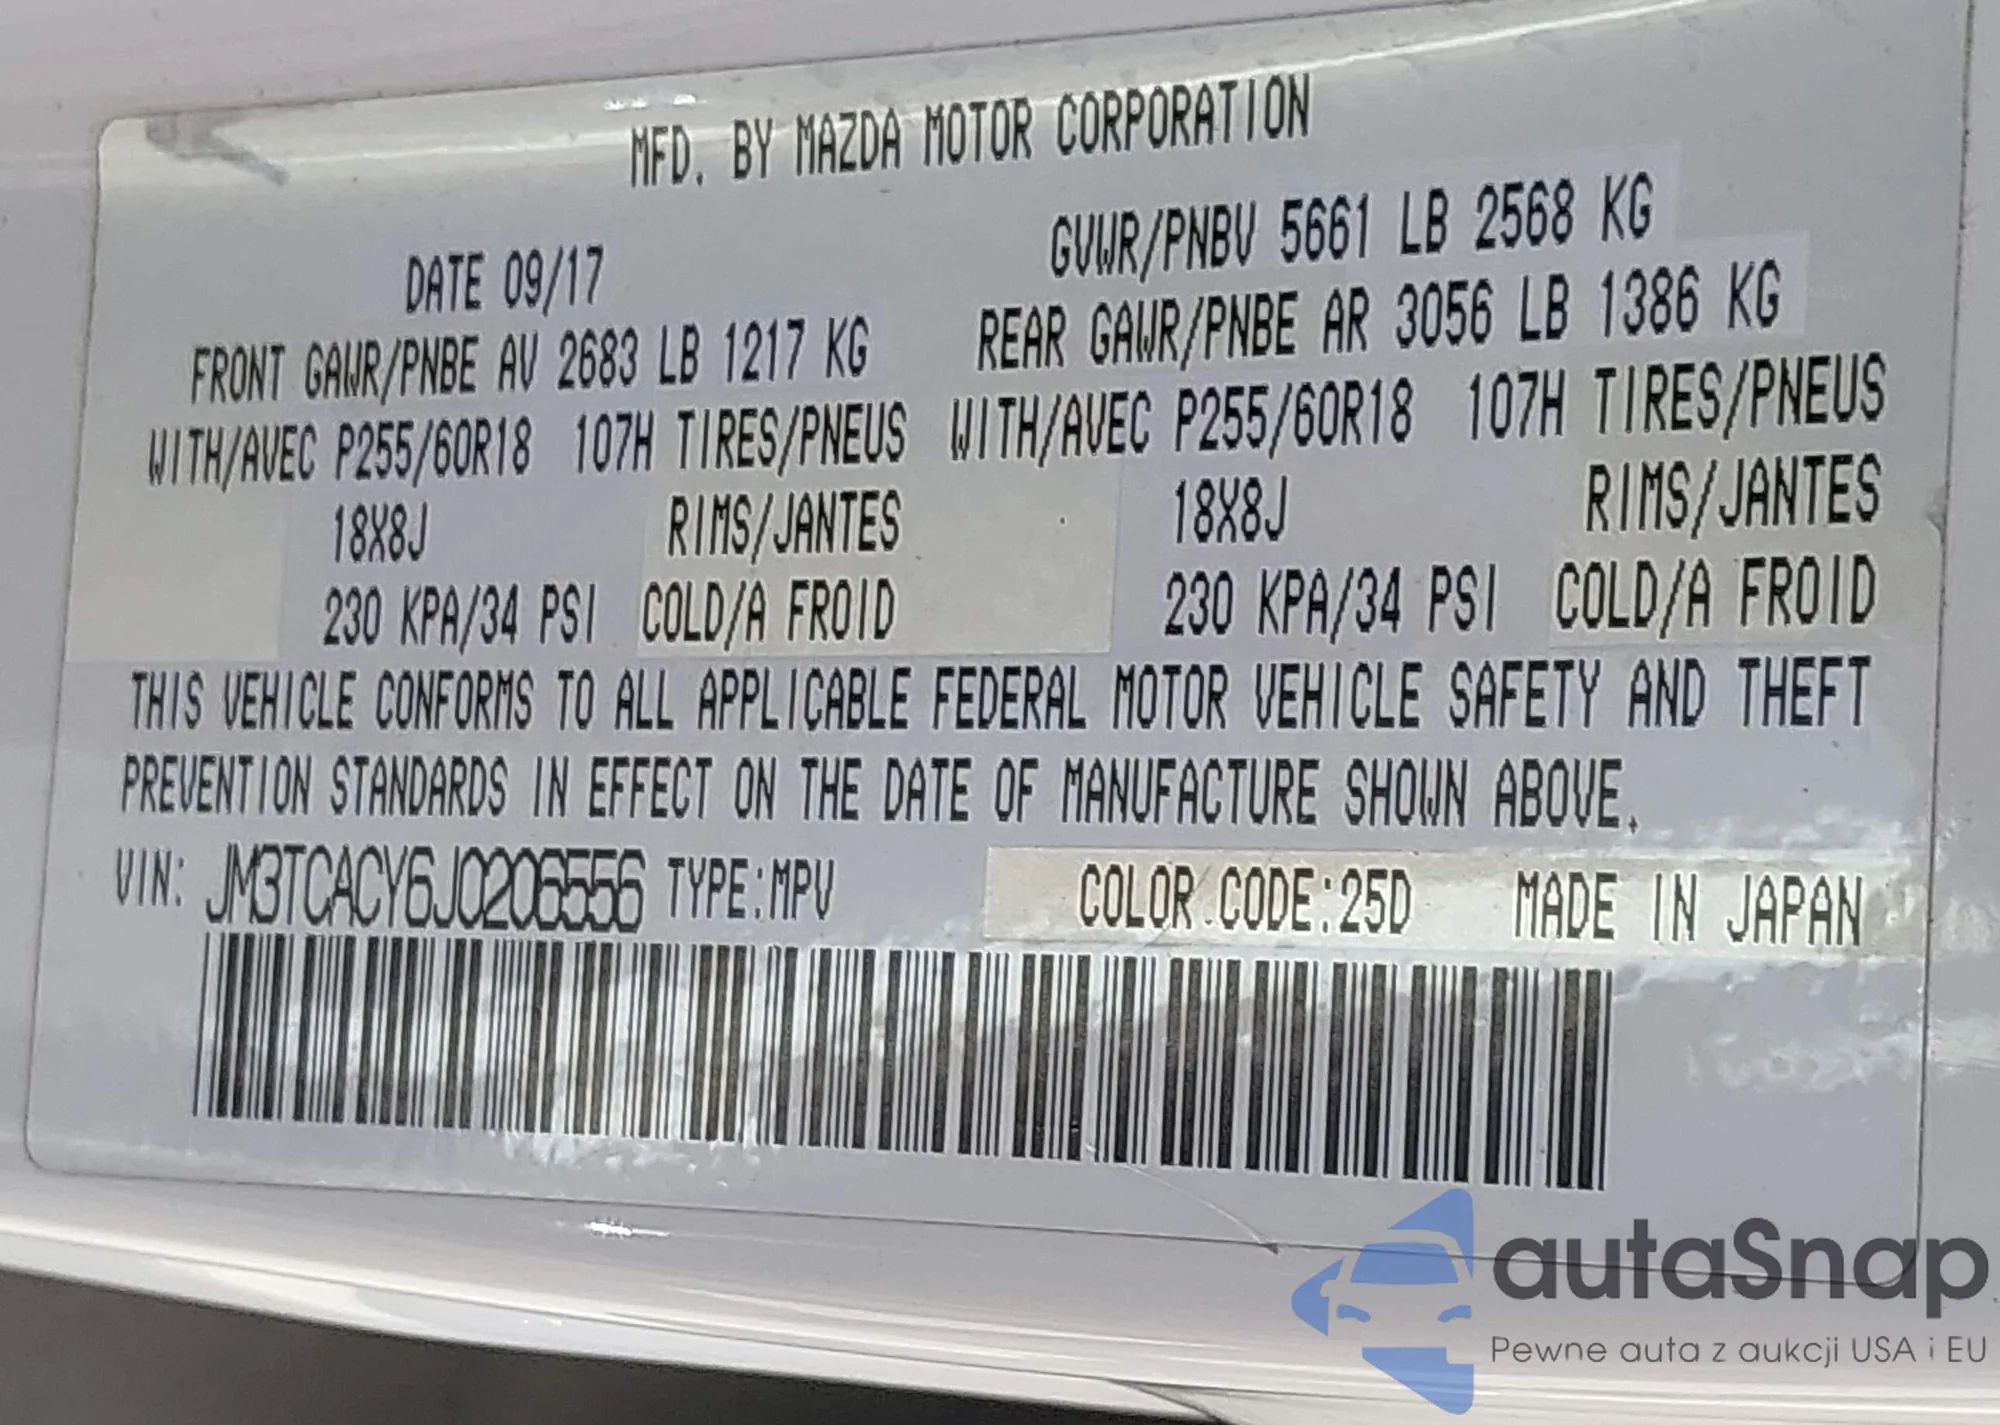 MFD. BY MAZDA MOTOR CORPORATION
DATE 09/17 GVWR/PNBV 5661 LB 2568 KG
FRONT GAWR/PNBE AV 2683 LB 1217 KG REAR GAWR/PNBE AR 3056 LB 1386 KG
WITH/AVEC P255/60R18 107H TIRES/PNEUS WITH/AVEC P255/60R18 107H TIRES/PNEUS
18X8J RIMS/JANTES 18X8J RIMS/JANTES
230 KPA/34 PSI COLD/A FROID 230 KPA/34 PSI COLD/A FROID
THIS VEHICLE CONFORMS TO ALL APPLICABLE FEDERAL MOTOR VEHICLE SAFETY AND THEFT
PREVENTION STANDARDS IN EFFECT ON THE DATE OF MANUFACTURE SHOWN ABOVE.
VIN: JM3TCACY6J0206556 TYPE:MPV COLOR CODE:25D MADE IN JAPAN
autaSnap
Pewne auta z aukcji USA i EU